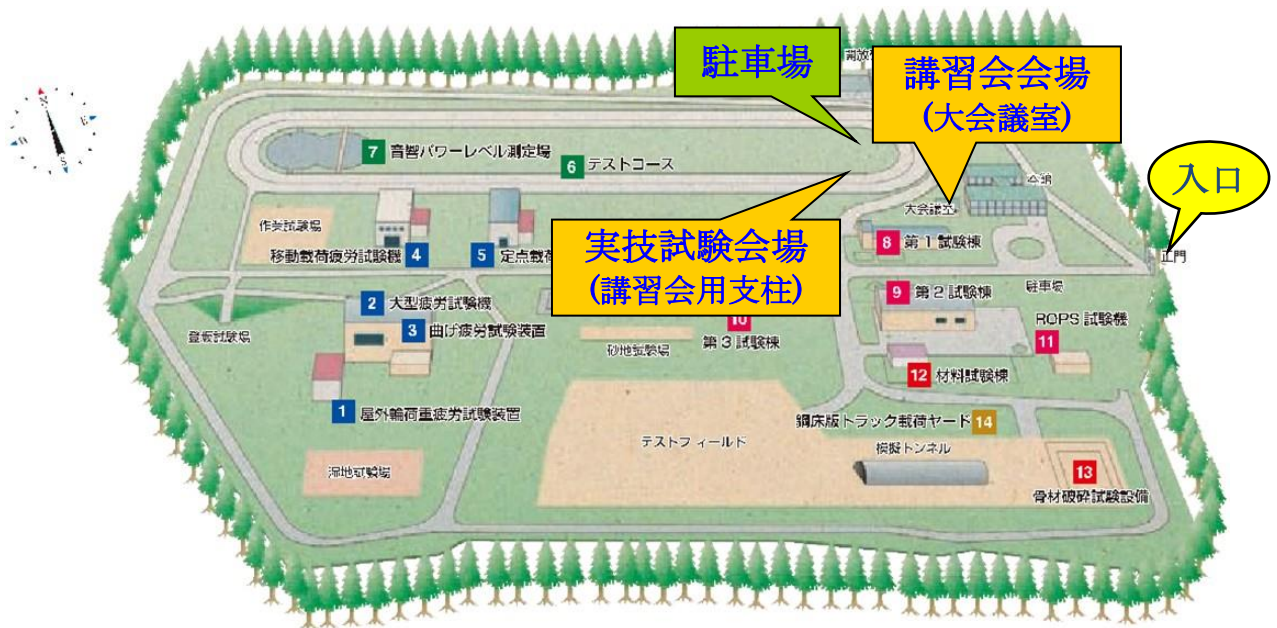 駐車場
講習会会場
(大会議室)
入口
N
E
S
7 音響パワーレベル測定場
6 テストコース
本館
大会議室
作業試験場
実技試験会場
(講習会用支柱)
8 第1試験棟
正門
移動載荷疲労試験機 4
5 定点載荷
2 大型疲労試験機
9 第2試験棟
駐車場
3 曲げ疲労試験装置
ROPS試験機
11
登坂試験場
10
第3試験棟
砂地試験場
12 材料試験棟
1 屋外輪荷重疲労試験装置
鋼床版トラック載荷ヤード 14
テストフィールド
模擬トンネル
湿地試験場
13
骨材破砕試験設備